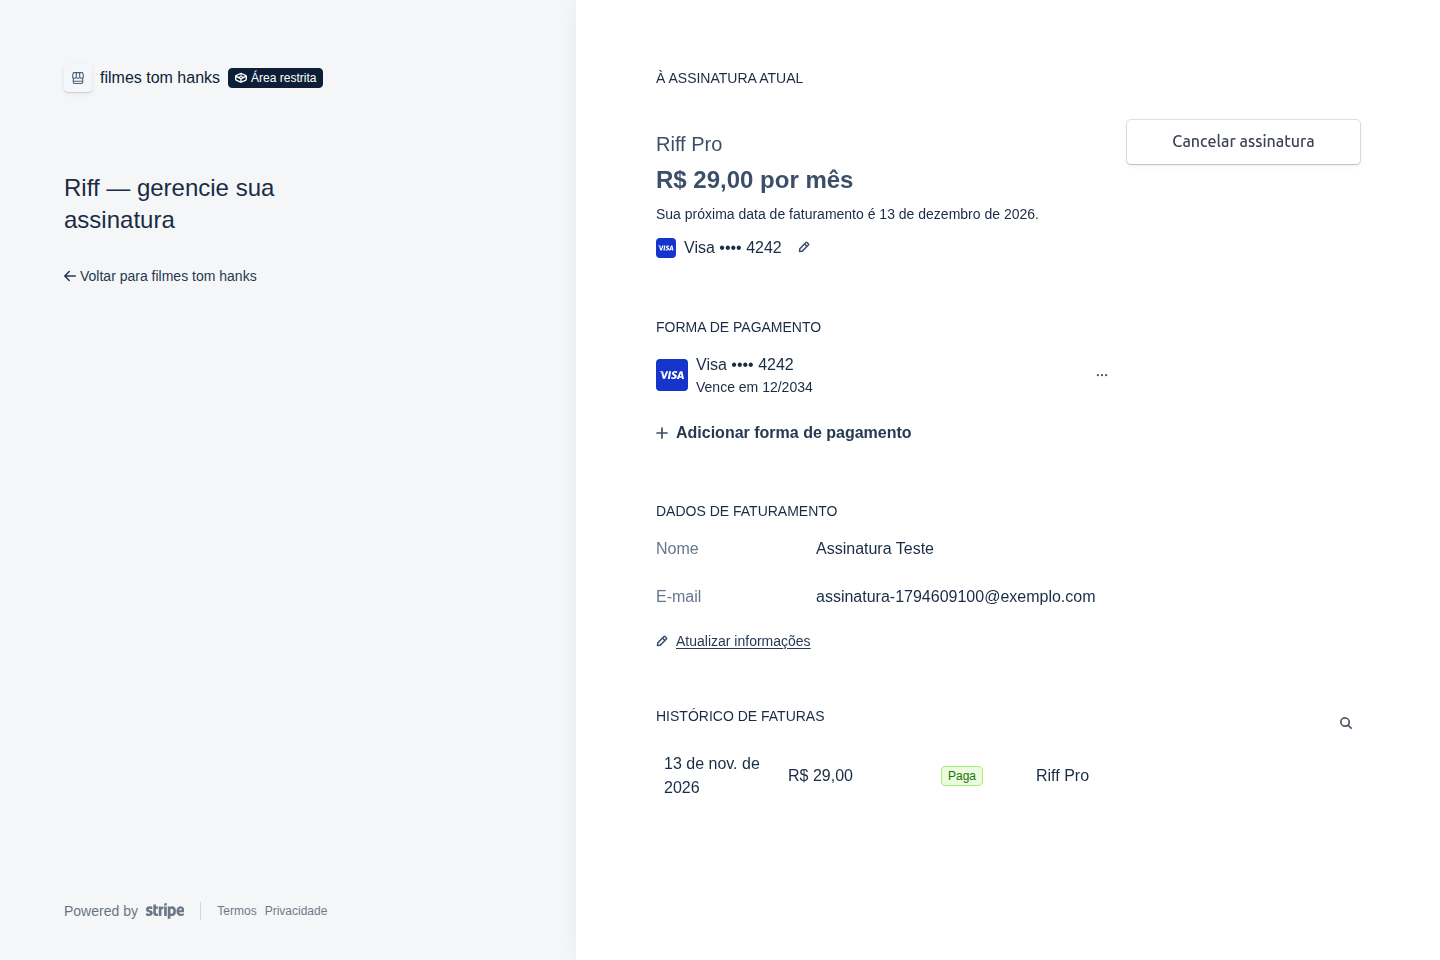 filmes tom hanks
Área restrita
Riff — gerencie sua
assinatura
Voltar para filmes tom hanks
Powered by stripe
Termos Privacidade
À ASSINATURA ATUAL
Riff Pro
Cancelar assinatura
R$ 29,00 por mês
Sua próxima data de faturamento é 13 de dezembro de 2026.
VISA Visa •••• 4242
FORMA DE PAGAMENTO
VISA
Visa •••• 4242
Vence em 12/2034
Adicionar forma de pagamento
DADOS DE FATURAMENTO
Nome Assinatura Teste
E-mail assinatura-1794609100@exemplo.com
Atualizar informações
HISTÓRICO DE FATURAS
13 de nov. de
2026
R$ 29,00
Paga
Riff Pro